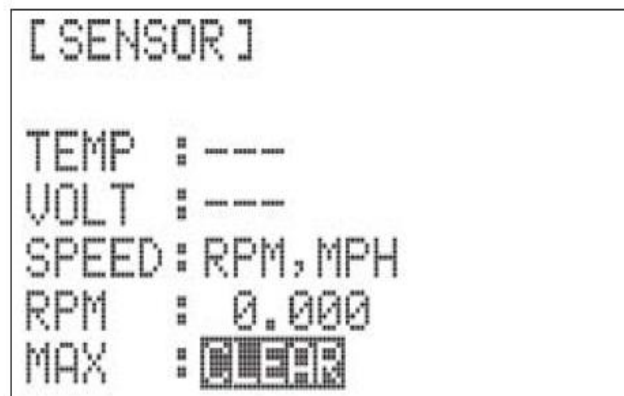 [SENSOR]
TEMP :---
VOLT :---
SPEED:RPM,MPH
RPM : 0.000
MAX :CLEAR